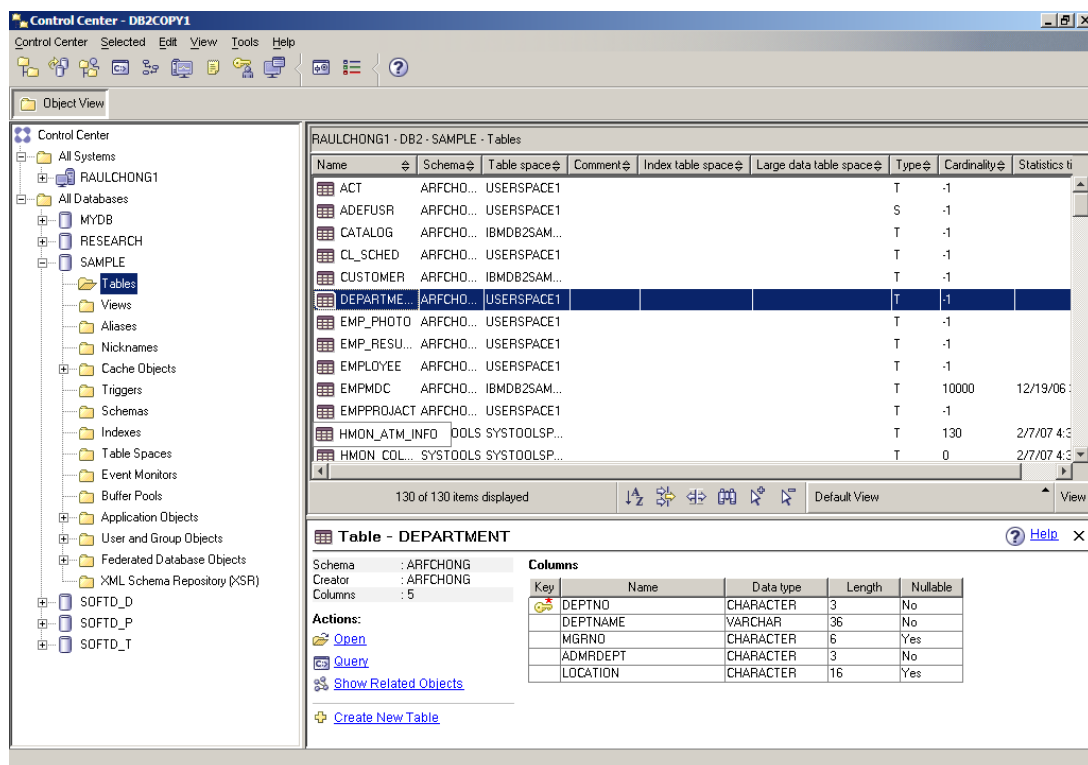 Control Center - DB2COPY1
Control Center Selected Edit View Tools Help
Object View
Control Center
All Systems
RAULCHONG1
All Databases
MYDB
RESEARCH
SAMPLE
Tables
Views
Aliases
Nicknames
Cache Objects
Triggers
Schemas
Indexes
Table Spaces
Event Monitors
Buffer Pools
Application Objects
User and Group Objects
Federated Database Objects
XML Schema Repository (XSR)
SOFTD_D
SOFTD_P
SOFTD_T
RAULCHONG1 - DB2 - SAMPLE - Tables
Name Schema Table space Comment Index table space Large data table space Type Cardinality Statistics ti
ACT ARFCHO... USERSPACE1 T -1
ADEFUSR ARFCHO... USERSPACE1 S -1
CATALOG ARFCHO... IBMDB2SAM... T -1
CL_SCHED ARFCHO... USERSPACE1 T -1
CUSTOMER ARFCHO... IBMDB2SAM... T -1
DEPARTME... ARFCHO... USERSPACE1 T -1
EMP_PHOTO ARFCHO... USERSPACE1 T -1
EMP_RESU... ARFCHO... USERSPACE1 T -1
EMPLOYEE ARFCHO... USERSPACE1 T -1
EMPMDC ARFCHO... IBMDB2SAM... T 10000 12/19/06
EMPPROJACT ARFCHO... USERSPACE1 T -1
HMON_ATM_INFO OOLS SYSTOOLSP... T 130 2/7/07 4:3
HMON_COL... SYSTOOLS SYSTOOLSP... T 0 2/7/07 4:3
130 of 130 items displayed Default View View
Table - DEPARTMENT Help
Schema : ARFCHONG
Creator : ARFCHONG
Columns : 5
Actions:
Open
Query
Show Related Objects
Create New Table
Columns
Key Name Data type Length Nullable
DEPTNO CHARACTER 3 No
DEPTNAME VARCHAR 36 No
MGRNO CHARACTER 6 Yes
ADMRDEPT CHARACTER 3 No
LOCATION CHARACTER 16 Yes